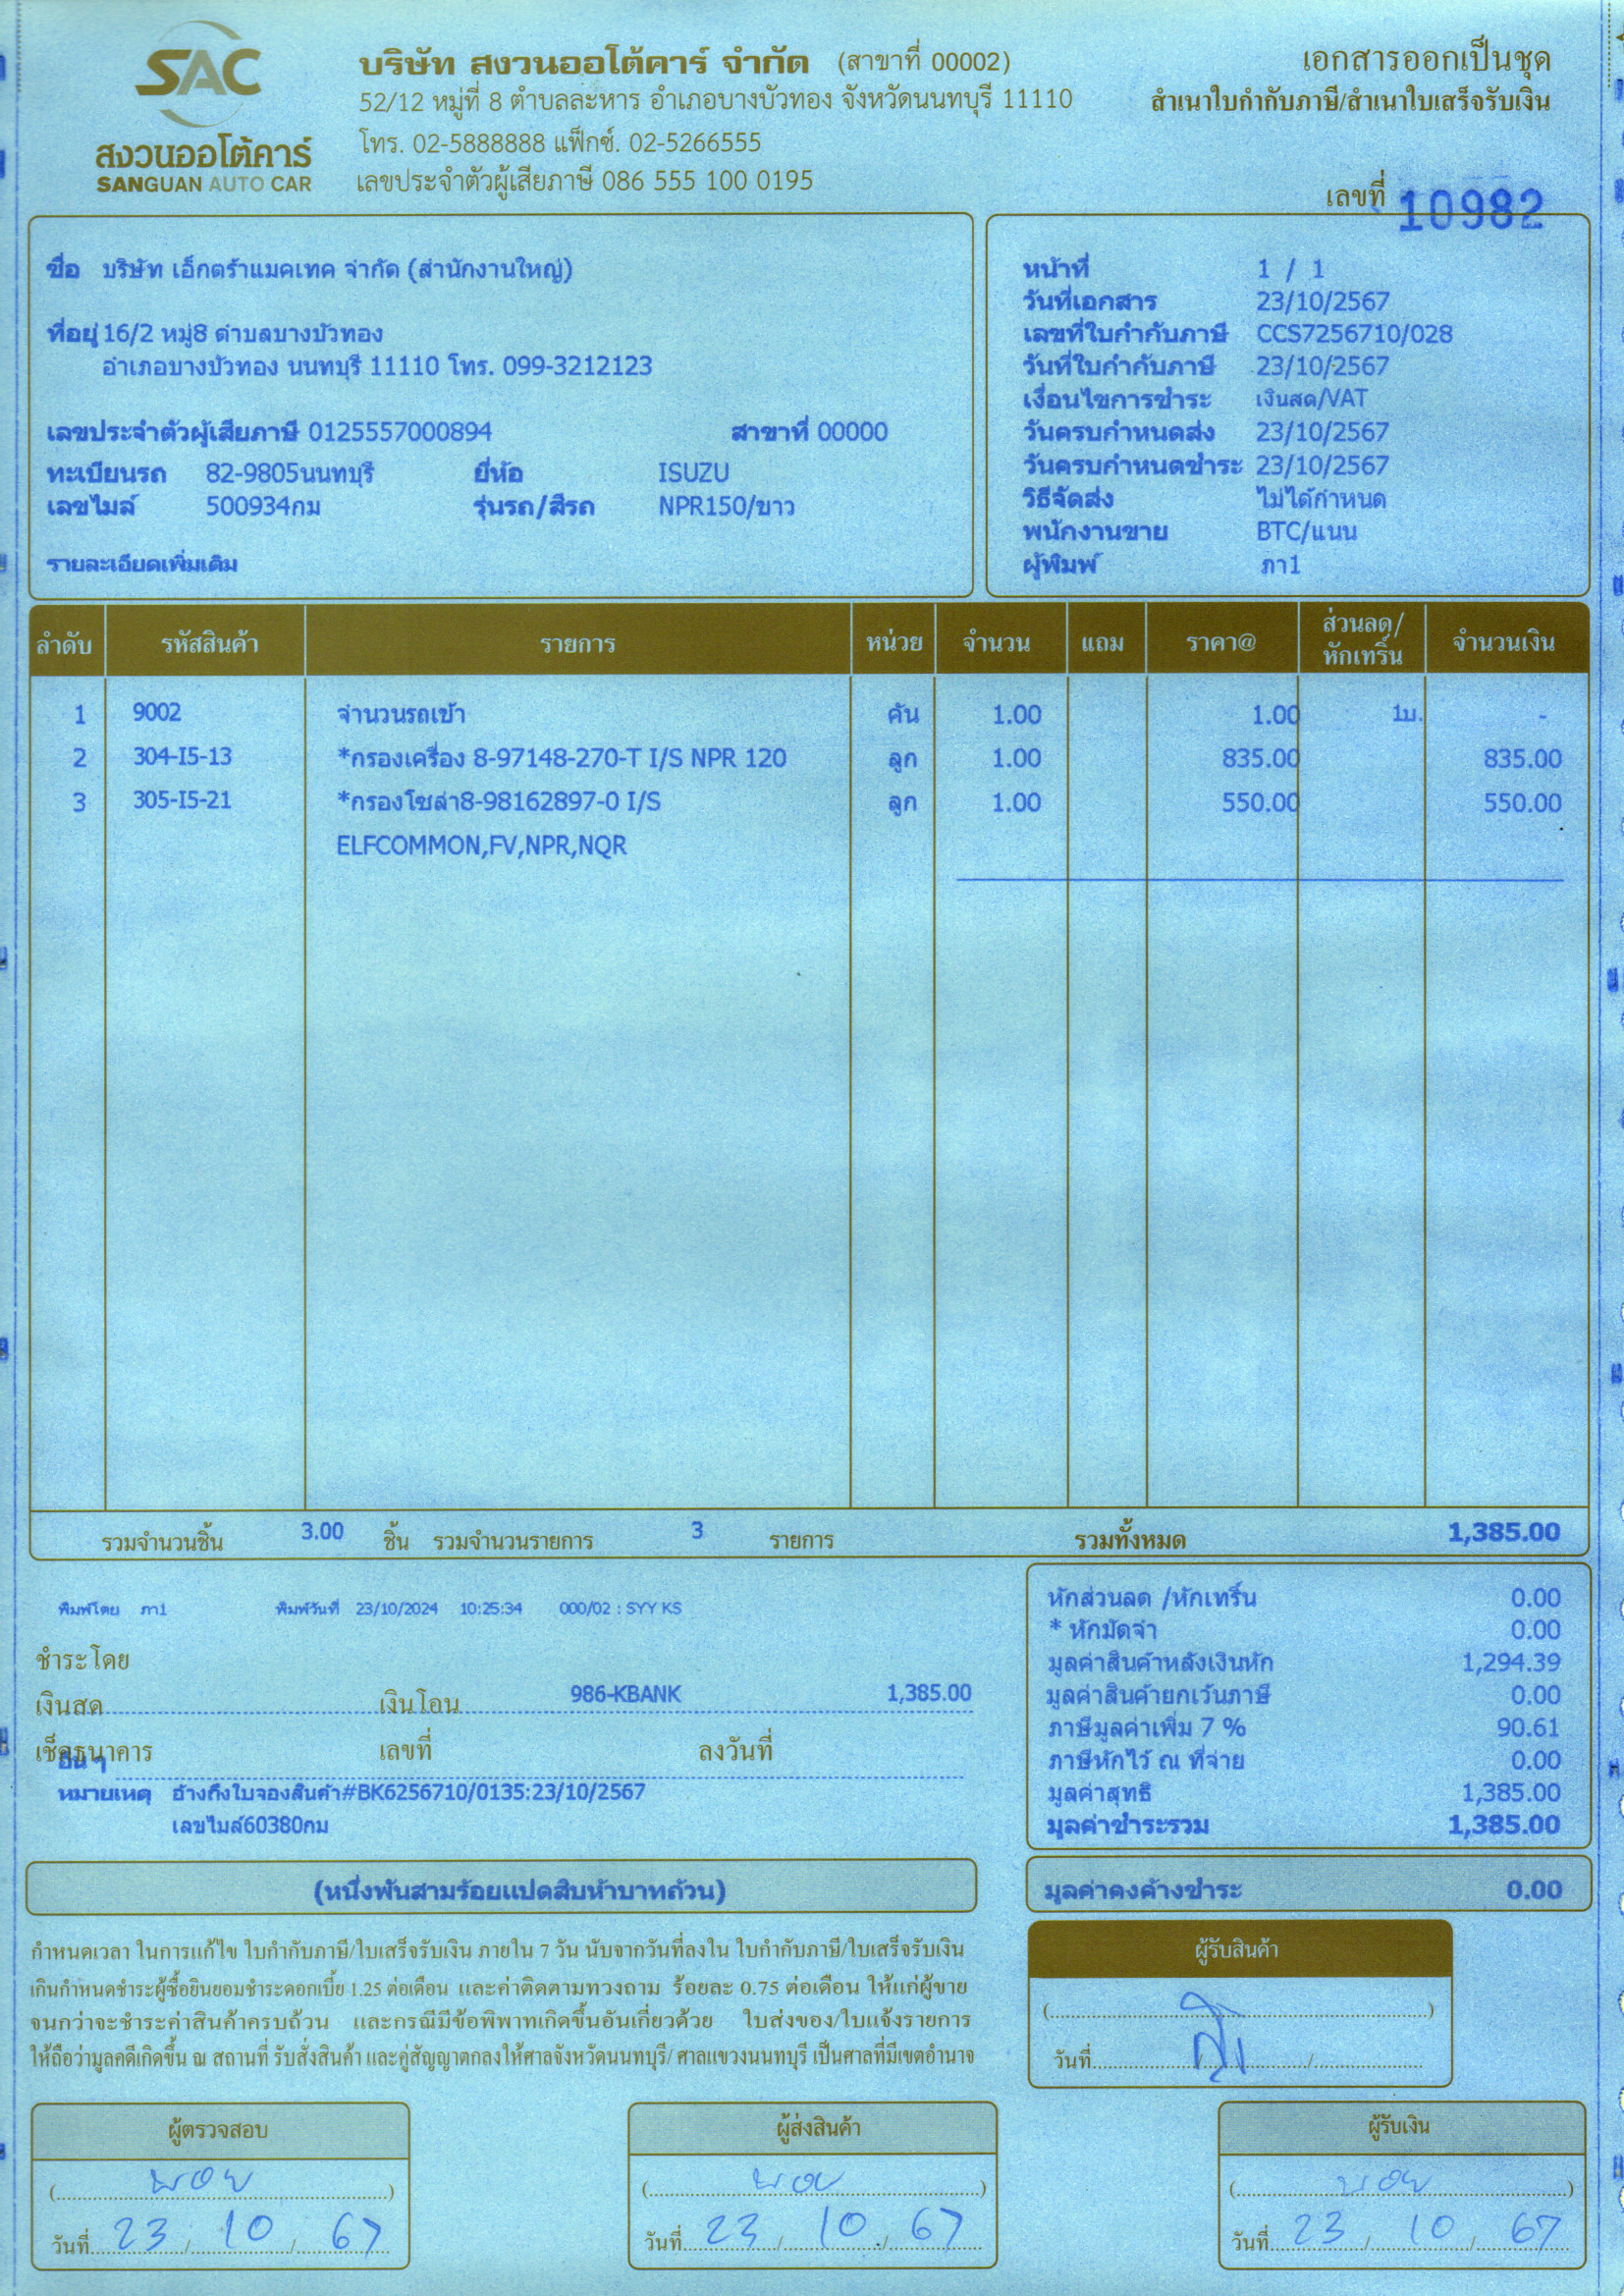 SAC
สงวนออโต้คาร์
SANGUAN AUTO CAR
บริษัท สงวนออโต้คาร์ จำกัด (สาขาที่ 00002)
52/12 หมู่ที่ 8 ตำบลละหาร อำเภอบางบัวทอง จังหวัดนนทบุรี 11110
โทร. 02-5888888 แฟ็กซ์. 02-5266555
เลขประจำตัวผู้เสียภาษี 086 555 100 0195
เอกสารออกเป็นชุด
สำเนาใบกำกับภาษี/สำเนาใบเสร็จรับเงิน
เลขที่ 10982
ชื่อ บริษัท เอ็กตร้าแมคเทค จำกัด (สำนักงานใหญ่)
ที่อยู่ 16/2 หมู่8 ตำบลบางบัวทอง
อำเภอบางบัวทอง นนทบุรี 11110 โทร. 099-3212123
เลขประจำตัวผู้เสียภาษี 0125557000894 สาขาที่ 00000
ทะเบียนรถ 82-9805นนทบุรี ยี่ห้อ ISUZU
เลขไมล์ 500934กม รุ่นรถ/สีรถ NPR150/ขาว
รายละเอียดเพิ่มเติม
หน้าที่ 1 / 1
วันที่เอกสาร 23/10/2567
เลขที่ใบกำกับภาษี CCS7256710/028
วันที่ใบกำกับภาษี 23/10/2567
เงื่อนไขการชำระ เงินสด/VAT
วันครบกำหนดส่ง 23/10/2567
วันครบกำหนดชำระ 23/10/2567
วิธีจัดส่ง ไม่ได้กำหนด
พนักงานขาย BTC/แนน
ผู้พิมพ์ ภา1
ลำดับ รหัสสินค้า รายการ หน่วย จำนวน แถม ราคา@ ส่วนลด/หักเทริ์น จำนวนเงิน
1 9002 จำนวนรถเข้า คัน 1.00 1.00 1บ. -
2 304-I5-13 *กรองเครื่อง 8-97148-270-T I/S NPR 120 ลูก 1.00 835.00 835.00
3 305-I5-21 *กรองโซล่า8-98162897-0 I/S ลูก 1.00 550.00 550.00
ELFCOMMON,FV,NPR,NQR
รวมจำนวนชิ้น 3.00 ชิ้น รวมจำนวนรายการ 3 รายการ รวมทั้งหมด 1,385.00
พิมพ์โดย ภา1 พิมพ์วันที่ 23/10/2024 10:25:34 000/02 : SYY KS
ชำระโดย
เงินสด เงินโอน 986-KBANK 1,385.00
เช็คธนาคาร เลขที่ ลงวันที่
อื่น ๆ
หมายเหตุ อ้างถึงใบจองสินค้า#BK6256710/0135:23/10/2567
เลขไมล์60380กม
หักส่วนลด /หักเทริ์น 0.00
* หักมัดจำ 0.00
มูลค่าสินค้าหลังเงินหัก 1,294.39
มูลค่าสินค้ายกเว้นภาษี 0.00
ภาษีมูลค่าเพิ่ม 7 % 90.61
ภาษีหักไว้ ณ ที่จ่าย 0.00
มูลค่าสุทธิ 1,385.00
มูลค่าชำระรวม 1,385.00
(หนึ่งพันสามร้อยแปดสิบห้าบาทถ้วน)
มูลค่าคงค้างชำระ 0.00
กำหนดเวลา ในการแก้ไข ใบกำกับภาษี/ใบเสร็จรับเงิน ภายใน 7 วัน นับจากวันที่ลงใน ใบกำกับภาษี/ใบเสร็จรับเงิน
เกินกำหนดชำระผู้ซื้อยินยอมชำระดอกเบี้ย 1.25 ต่อเดือน และค่าติดตามทวงถาม ร้อยละ 0.75 ต่อเดือน ให้แก่ผู้ขาย
จนกว่าจะชำระค่าสินค้าครบถ้วน และกรณีมีข้อพิพาทเกิดขึ้นอันเกี่ยวด้วย ใบส่งของ/ใบแจ้งรายการ
ให้ถือว่ามูลคดีเกิดขึ้น ณ สถานที่ รับสั่งสินค้า และคู่สัญญาตกลงให้ศาลจังหวัดนนทบุรี/ ศาลแขวงนนทบุรี เป็นศาลที่มีเขตอำนาจ
ผู้รับสินค้า
วันที่
ผู้ตรวจสอบ
วันที่ 23/10/67
ผู้ส่งสินค้า
วันที่ 23/10/67
ผู้รับเงิน
วันที่ 23/10/67